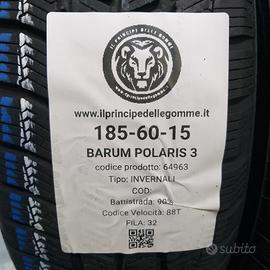 IL PRINCIPE DELLE GOMME
www.ilprincipedellegomme.it
www.ilprincipedellegomme.it
185-60-15
BARUM POLARIS 3
codice prodotto: 64963
Tipo: INVERNALI
COD:
Battistrada: 90%
Codice Velocità: 88T
FILA: 32
subito